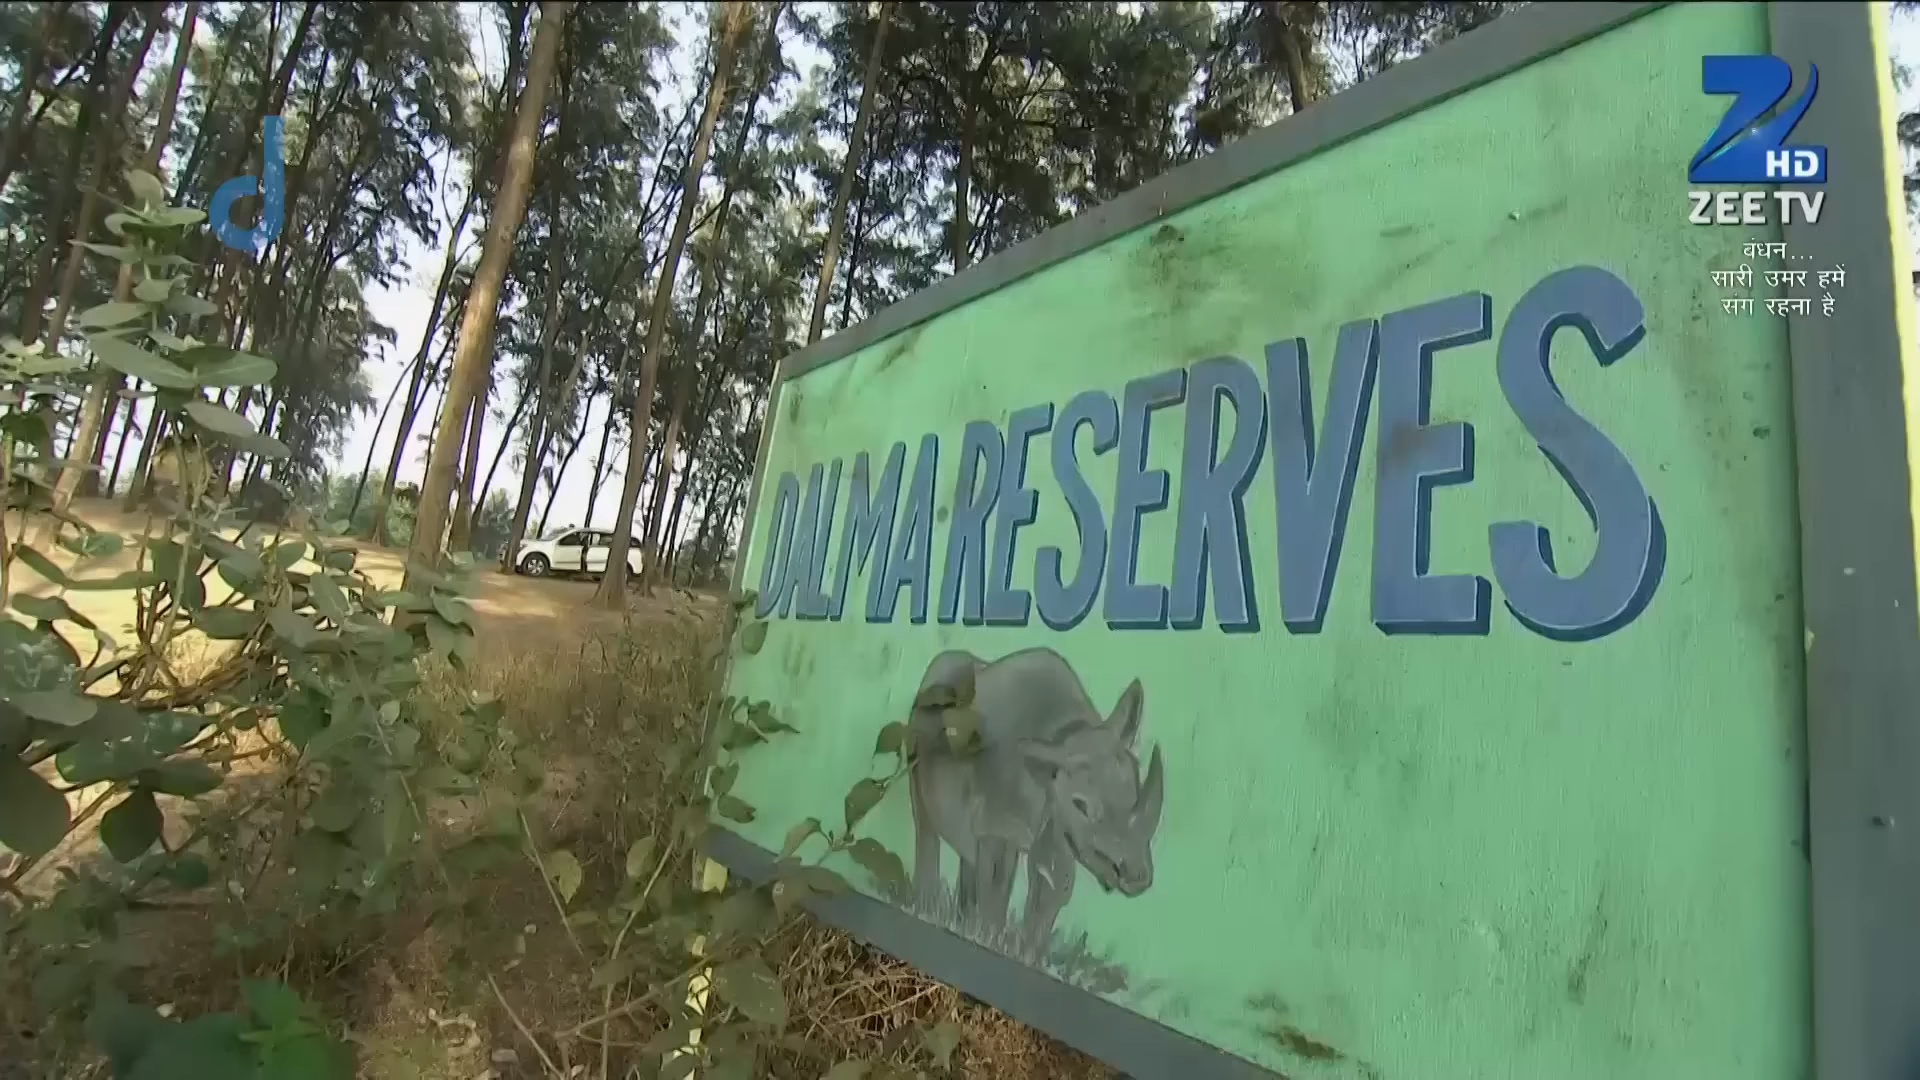 d
HD
ZEE TV
बंधन...
सारी उमर हमें
संग रहना है
DALMA RESERVES